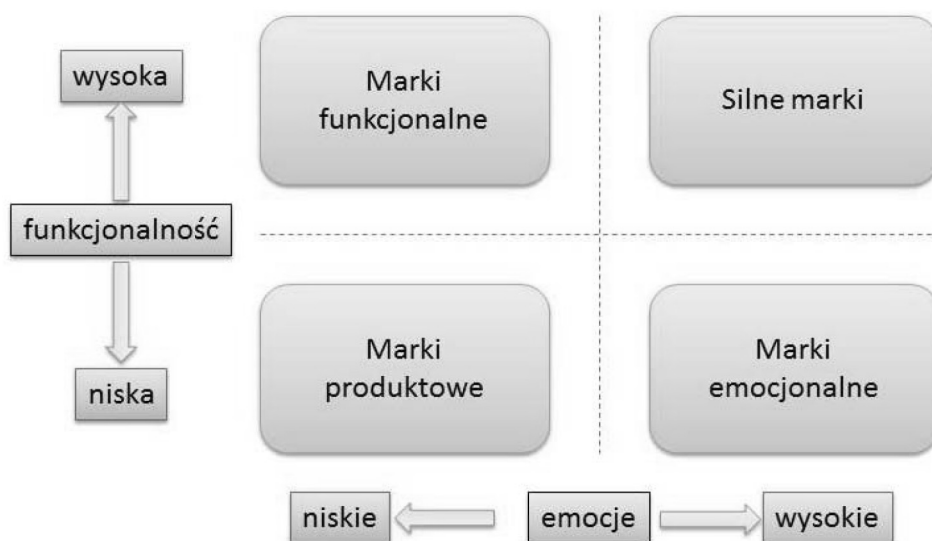 wysoka
Marki
funkcjonalne
Silne marki
funkcjonalność
niska
Marki
produktowe
Marki
emocjonalne
niskie
emocje
wysokie